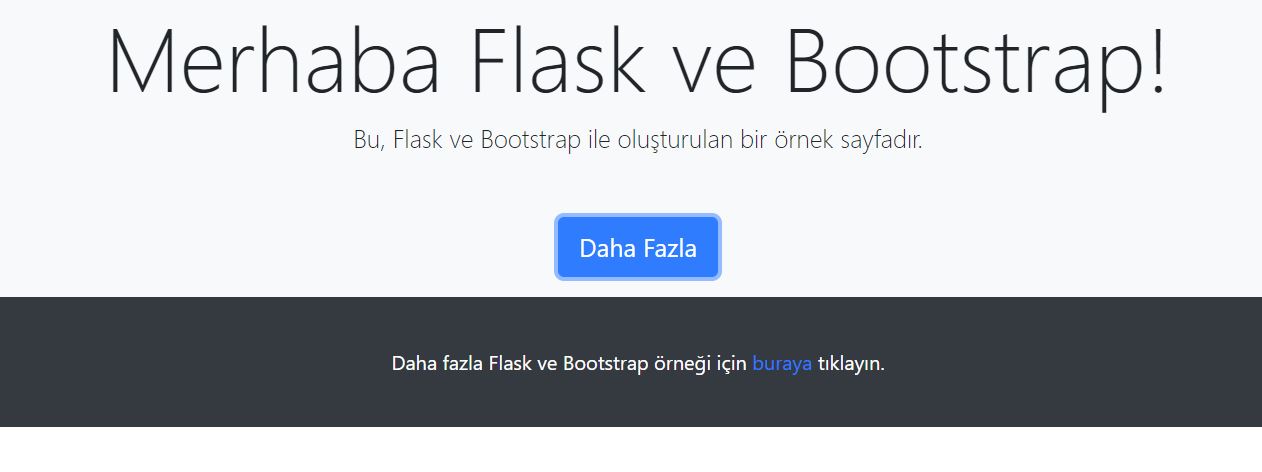 Merhaba Flask ve Bootstrap!
Bu, Flask ve Bootstrap ile oluşturulan bir örnek sayfadır.
Daha Fazla
Daha fazla Flask ve Bootstrap örneği için buraya tıklayın.